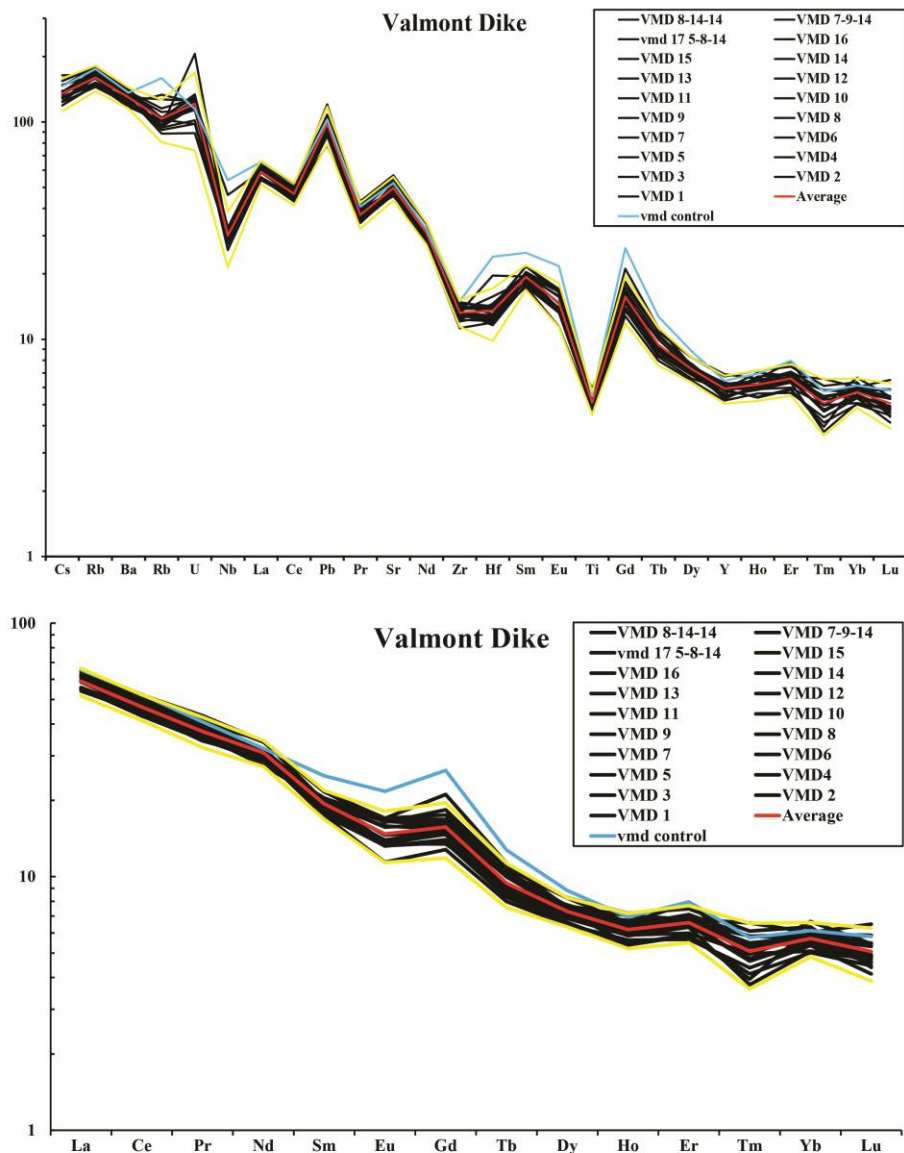 Valmont Dike
VMD 8-14-14 VMD 7-9-14
vmd 17 5-8-14 VMD 16
VMD 15 VMD 14
VMD 13 VMD 12
VMD 11 VMD 10
VMD 9 VMD 8
VMD 7 VMD6
VMD 5 VMD4
VMD 3 VMD 2
VMD 1 Average
vmd control
100
10
1
Cs Rb Ba Rb U Nb La Ce Pb Pr Sr Nd Zr Hf Sm Eu Ti Gd Tb Dy Y Ho Er Tm Yb Lu
Valmont Dike
VMD 8-14-14 VMD 7-9-14
vmd 17 5-8-14 VMD 15
VMD 16 VMD 14
VMD 13 VMD 12
VMD 11 VMD 10
VMD 9 VMD 8
VMD 7 VMD6
VMD 5 VMD4
VMD 3 VMD 2
VMD 1 Average
vmd control
100
10
1
La Ce Pr Nd Sm Eu Gd Tb Dy Ho Er Tm Yb Lu